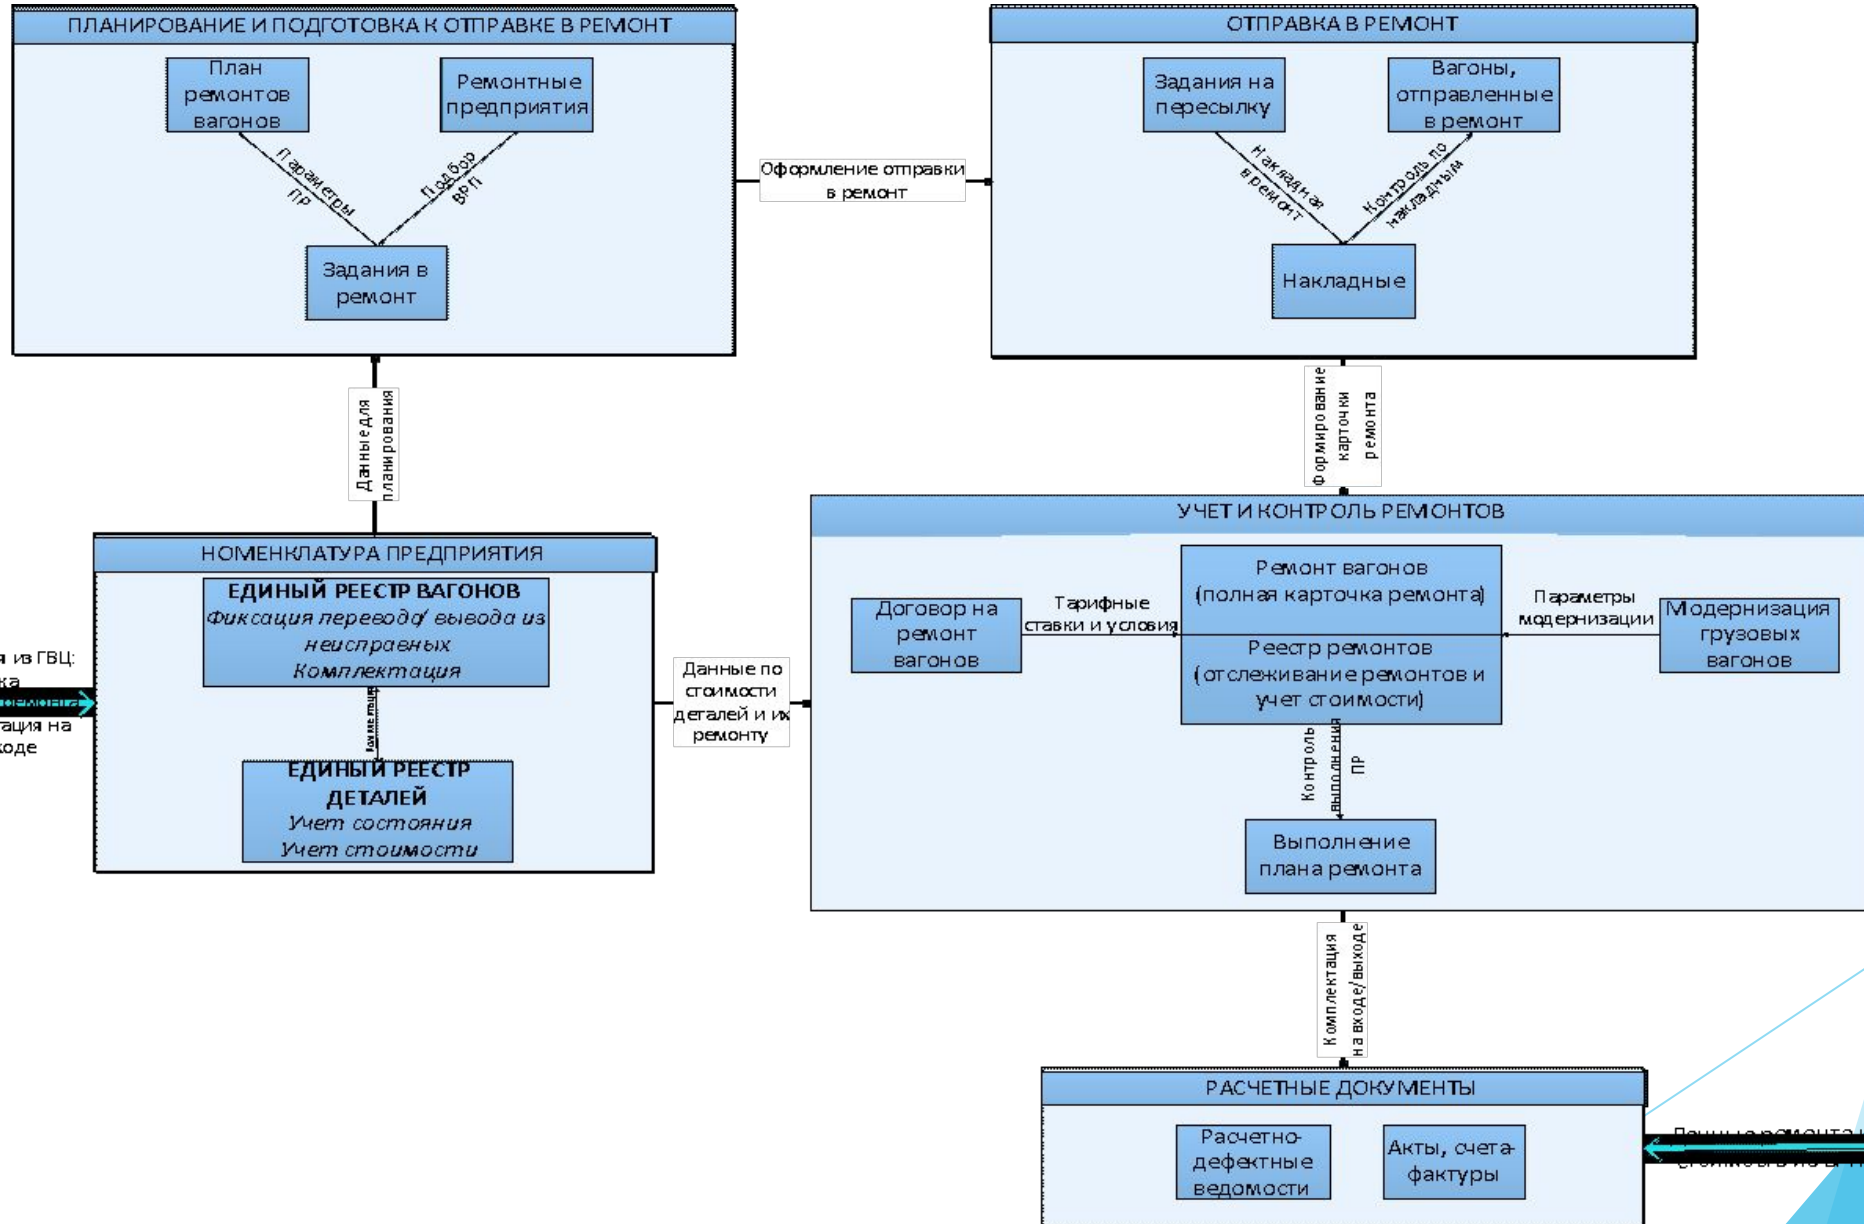 ПЛАНИРОВАНИЕ И ПОДГОТОВКА К ОТПРАВКЕ В РЕМОНТ
План
ремонтов
вагонов
Ремонтные
предприятия
Параметры
ПР
Подбор
ВРП
Задания в
ремонт
Оформление отправки
в ремонт
ОТПРАВКА В РЕМОНТ
Задания на
пересылку
Вагоны,
отправленные
в ремонт
Накладная
в ремонт
Контроль по
накладным
Накладные
Данные для
планирования
Формирование
карточки
ремонта
НОМЕНКЛАТУРА ПРЕДПРИЯТИЯ
ЕДИНЫЙ РЕЕСТР ВАГОНОВ
Фиксация перевода/ вывода из
неисправных
Комплектация
ЕДИНЫЙ РЕЕСТР
ДЕТАЛЕЙ
Учет состояния
Учет стоимости
из ГВЦ:
ремонта
на
Данные по
стоимости
деталей и их
ремонту
УЧЕТ И КОНТРОЛЬ РЕМОНТОВ
Договор на
ремонт
вагонов
Тарифные
ставки и условия
Ремонт вагонов
(полная карточка ремонта)
Реестр ремонтов
(отслеживание ремонтов и
учет стоимости)
Параметры
модернизации
Модернизация
грузовых
вагонов
Контроль
выполнения
ПР
Выполнение
плана ремонта
Комплектация
на входе/выходе
РАСЧЕТНЫЕ ДОКУМЕНТЫ
Расчетно-
дефектные
ведомости
Акты, счета-
фактуры